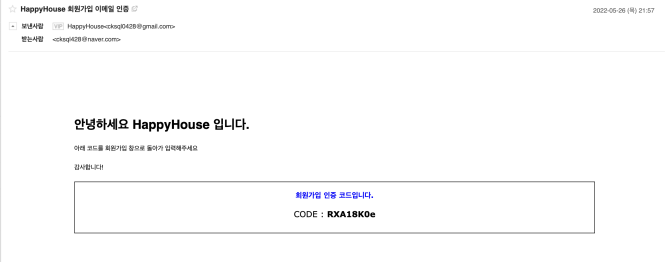 HappyHouse 회원가입 이메일 인증
2022-05-26 (목) 21:57
보낸사람 VIP HappyHouse<cksql0428@gmail.com>
받는사람 <cksql428@naver.com>
안녕하세요 HappyHouse 입니다.
아래 코드를 회원가입 창으로 돌아가 입력해주세요
감사합니다!
회원가입 인증 코드입니다.
CODE : RXA18K0e